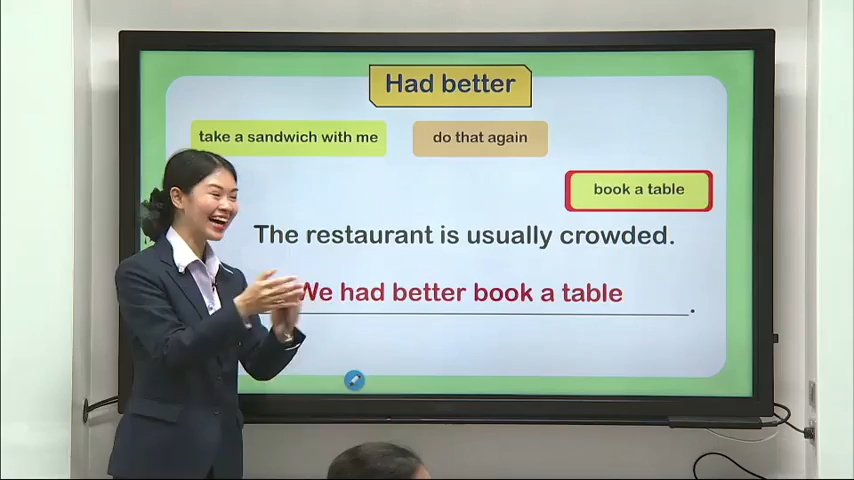 Had better
take a sandwich with me
do that again
book a table
The restaurant is usually crowded.
We had better book a table
.